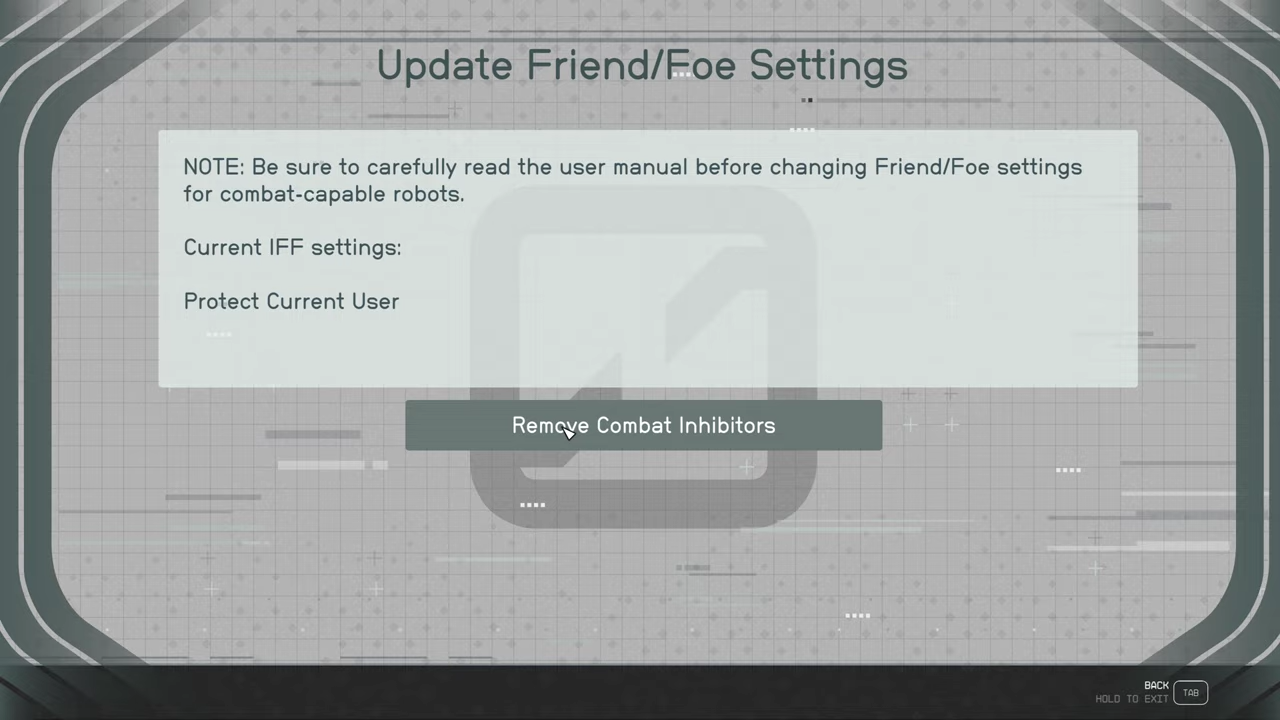 Update Friend/Foe Settings
NOTE: Be sure to carefully read the user manual before changing Friend/Foe settings
for combat-capable robots.
Current IFF settings:
Protect Current User
Remove Combat Inhibitors
BACK
HOLD TO EXIT
TAB